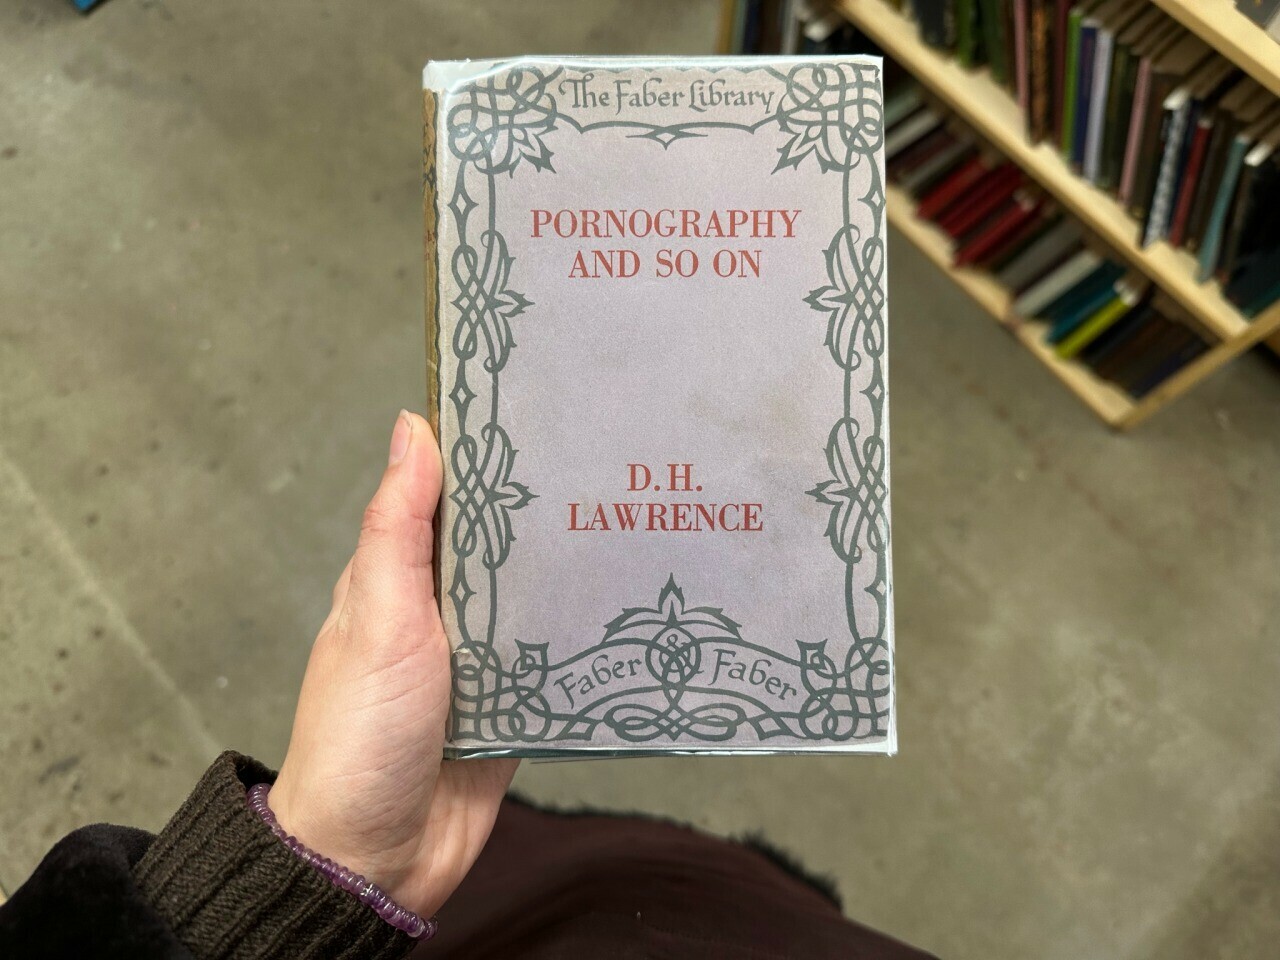 The Faber Library
PORNOGRAPHY
AND SO ON
D. H.
LAWRENCE
Faber & Faber